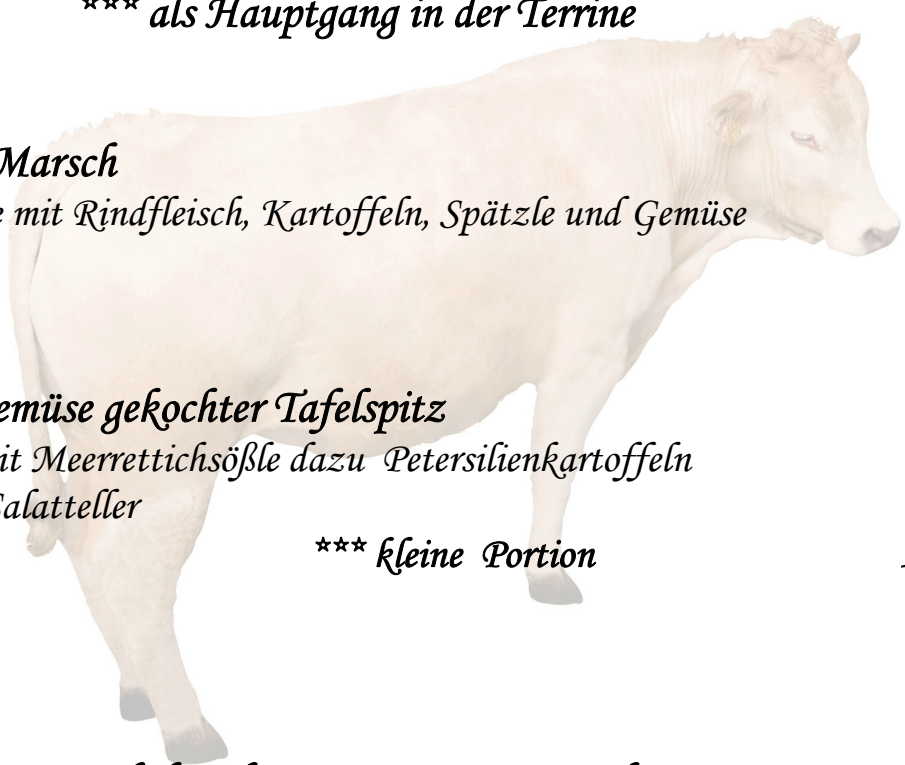 *** als Hauptgang in der Terrine
Marsch
e mit Rindfleisch, Kartoffeln, Spätzle und Gemüse
emüse gekochter Tafelspitz
it Meerrettichsößle dazu Petersilienkartoffeln
Salatteller
*** kleine Portion